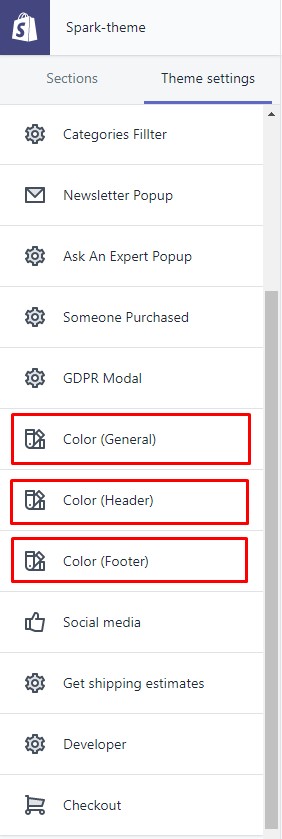 Spark-theme
Sections
Theme settings
Categories Fillter
Newsletter Popup
Ask An Expert Popup
Someone Purchased
GDPR Modal
Color (General)
Color (Header)
Color (Footer)
Social media
Get shipping estimates
Developer
Checkout